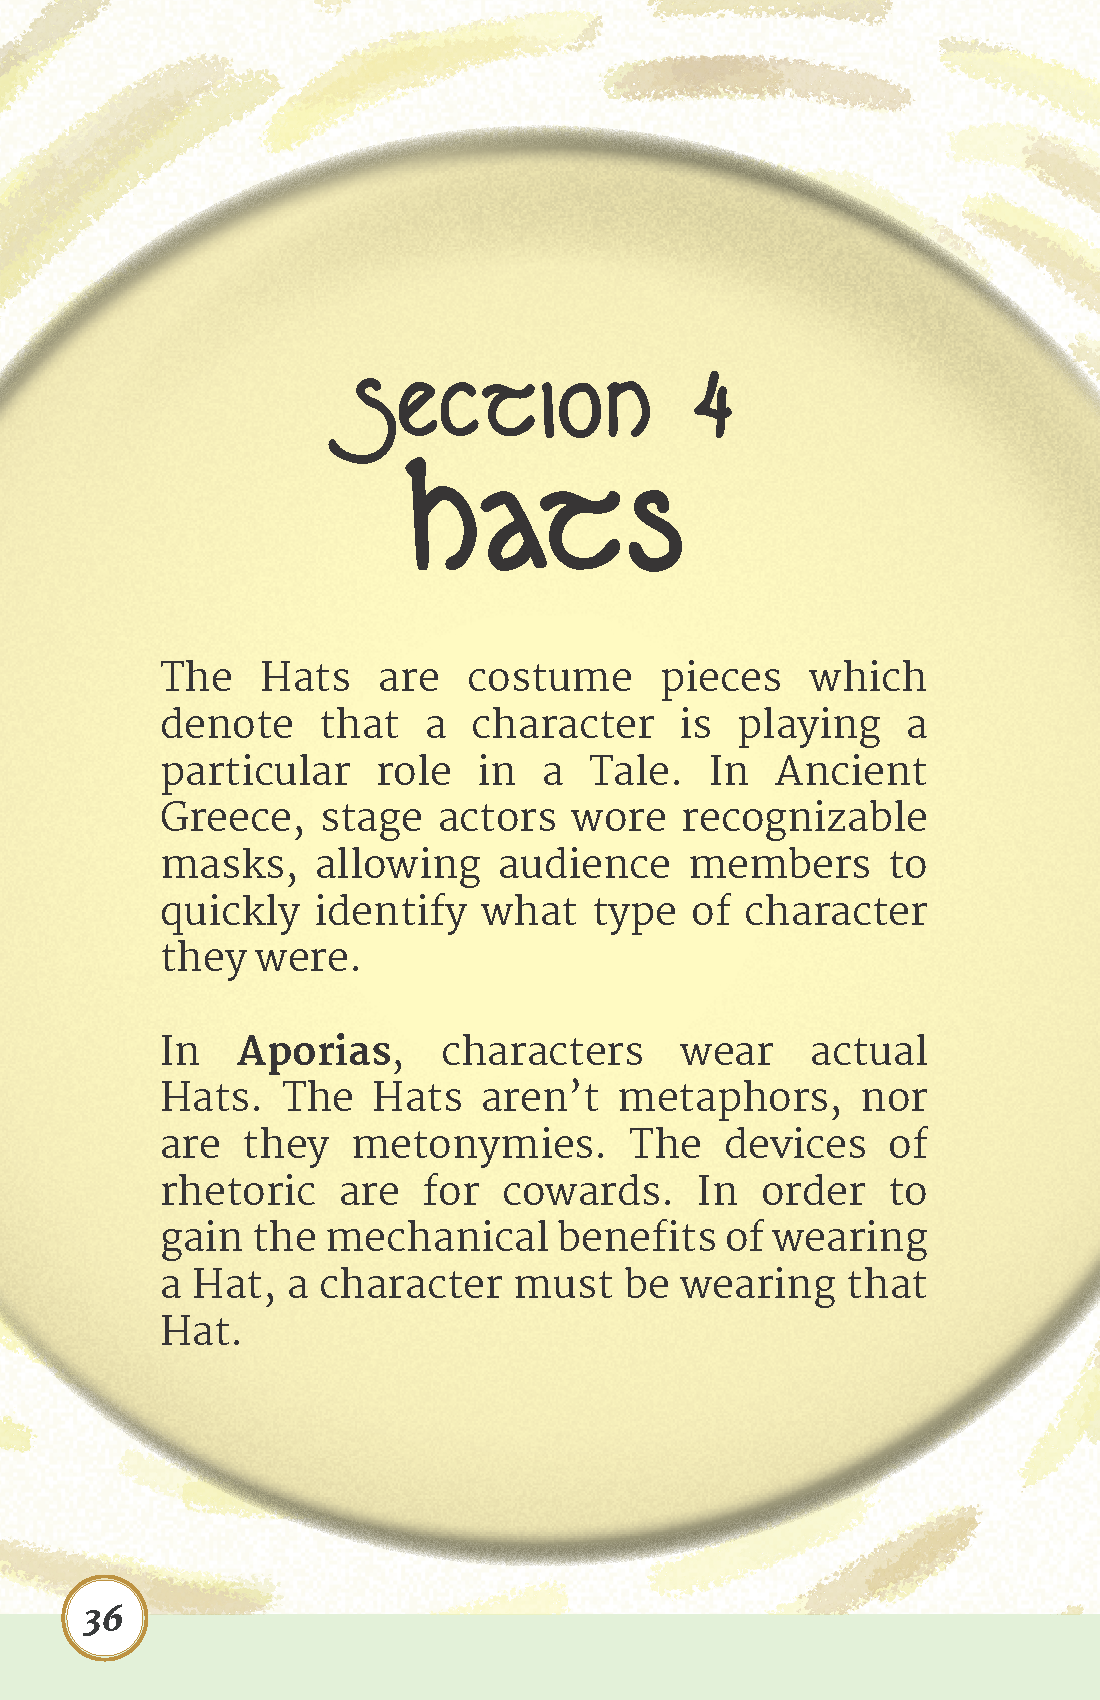 Section 4
Hats
The Hats are costume pieces which
denote that a character is playing a
particular role in a Tale. In Ancient
Greece, stage actors wore recognizable
masks, allowing audience members to
quickly identify what type of character
they were.
In Aporias, characters wear actual
Hats. The Hats aren’t metaphors, nor
are they metonymies. The devices of
rhetoric are for cowards. In order to
gain the mechanical benefits of wearing
a Hat, a character must be wearing that
Hat.
36